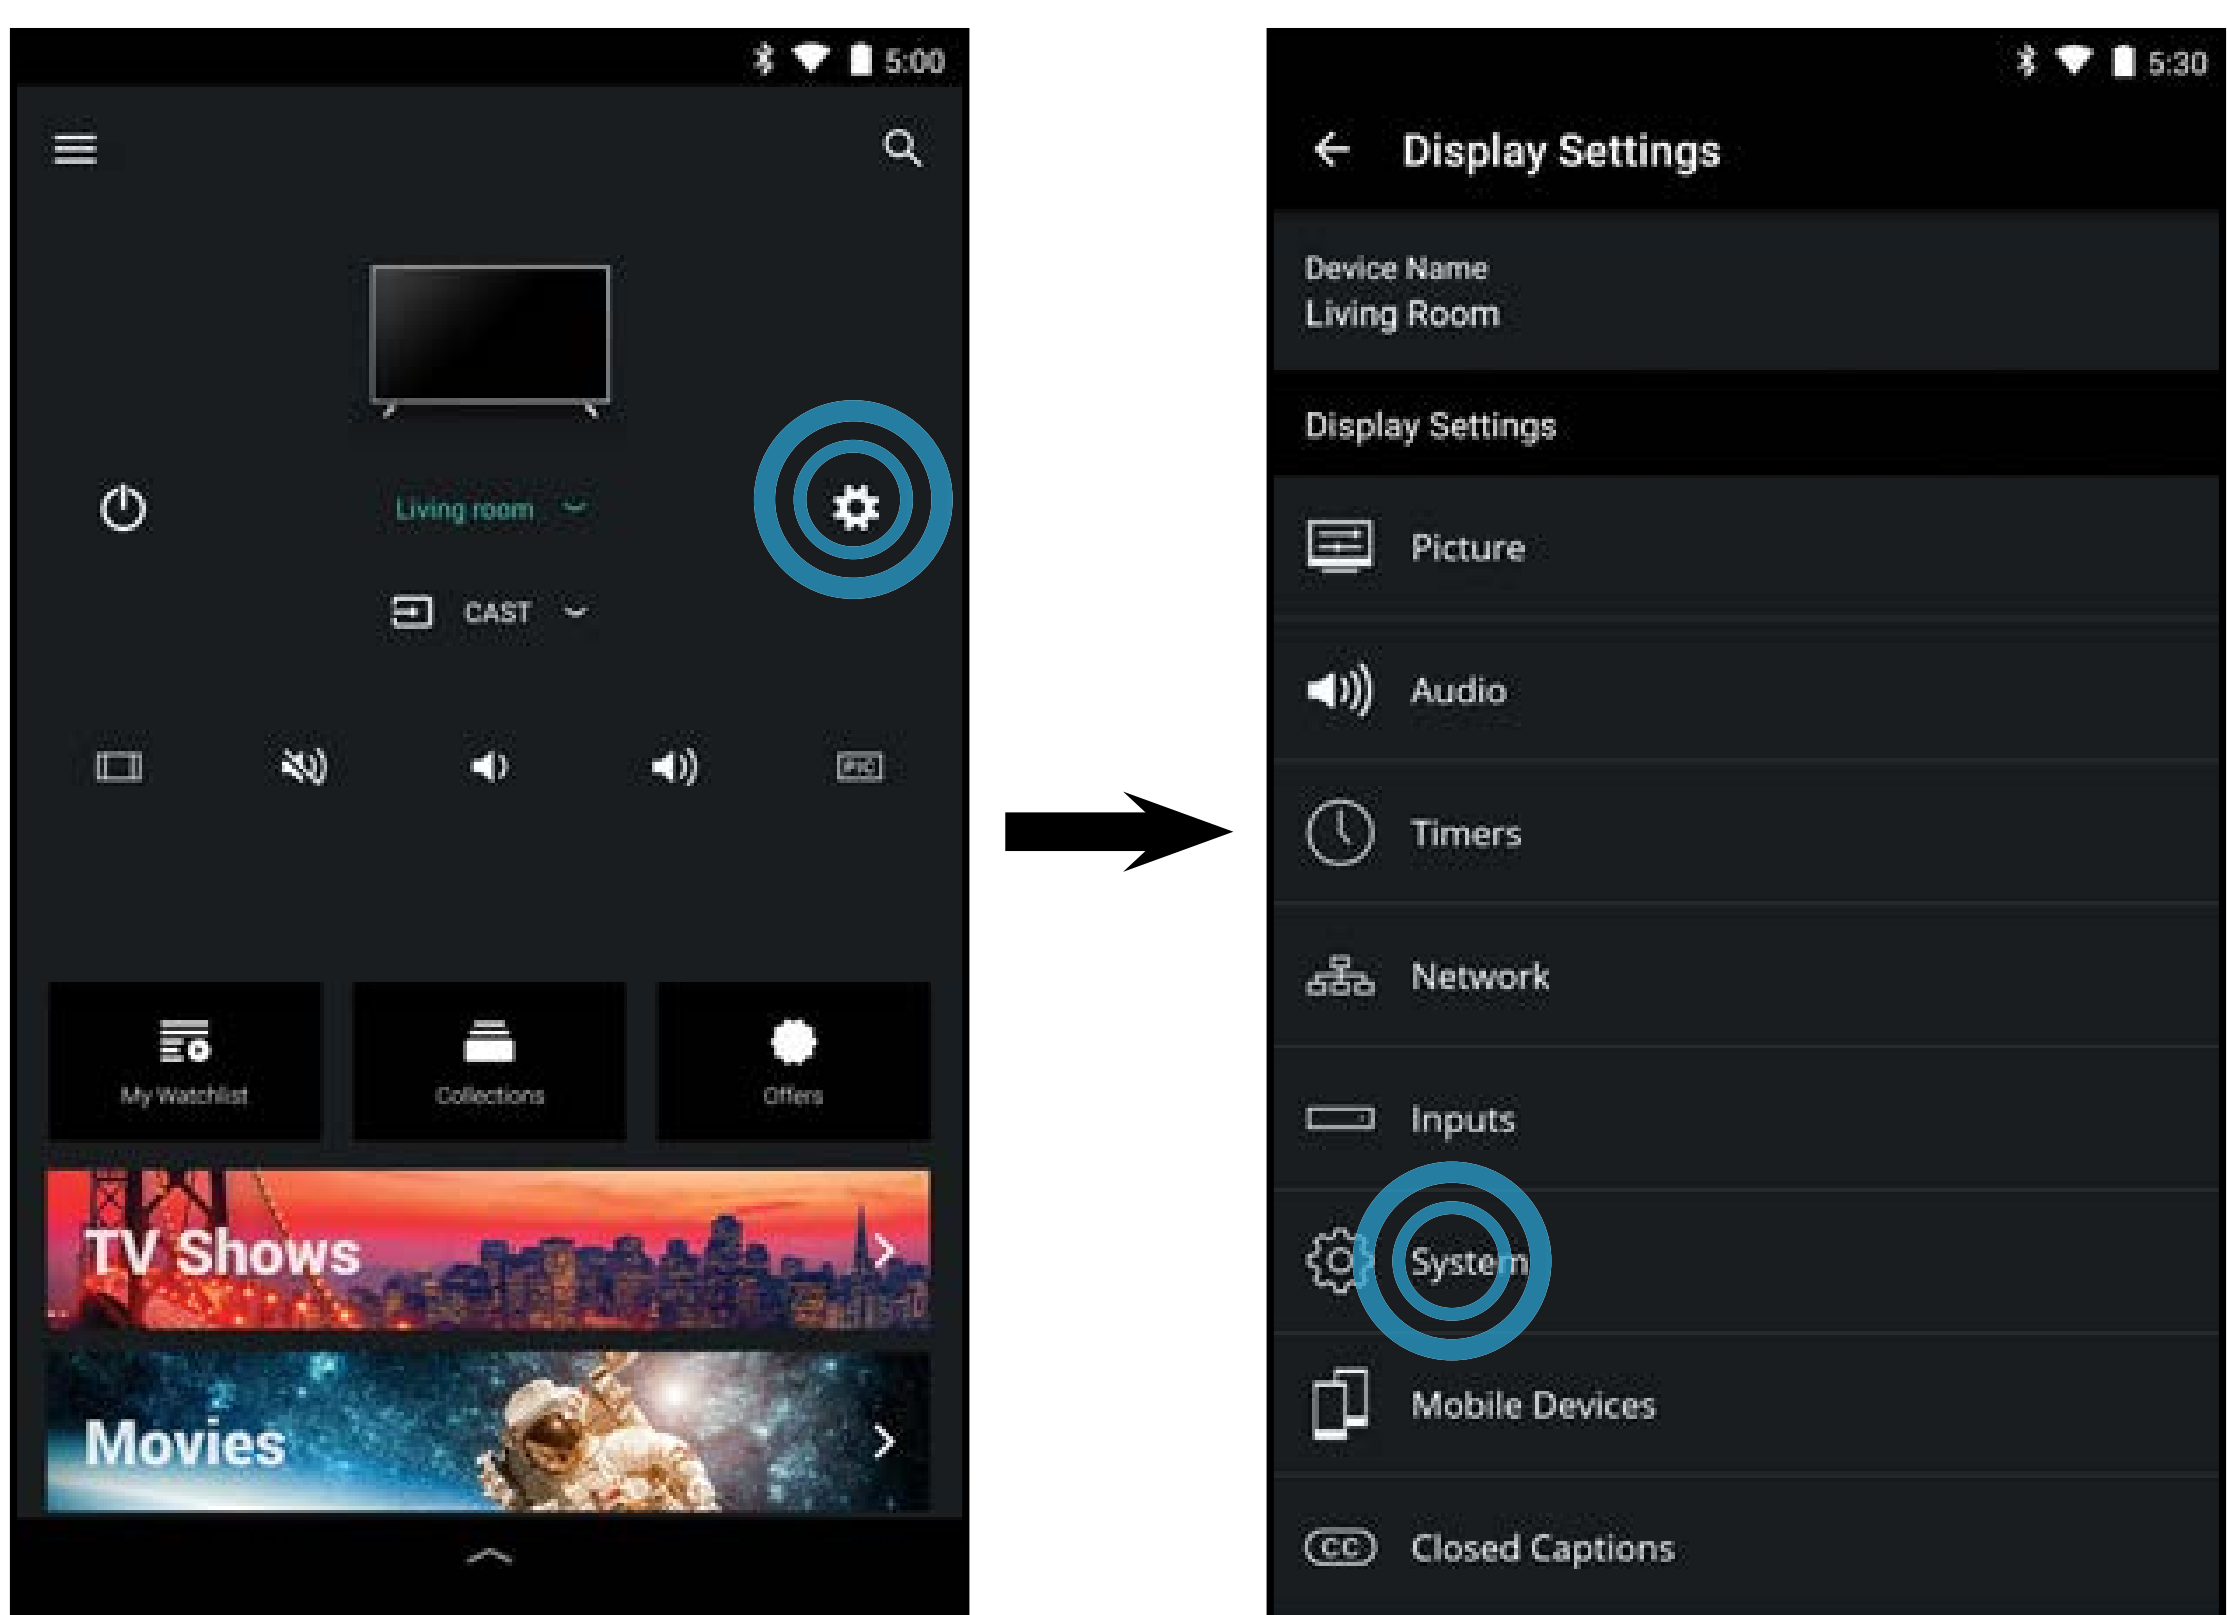 5:00
Living room
CAST
PIC
My Watchlist
Collections
Offers
TV Shows
Movies
5:30
Display Settings
Device Name
Living Room
Display Settings
Picture
Audio
Timers
Network
Inputs
System
Mobile Devices
CC Closed Captions